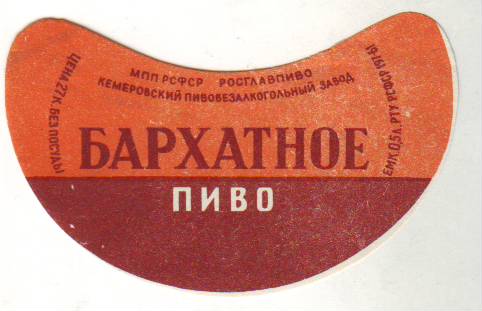 МПП РСФСР РОСГЛАВПИВО
КЕМЕРОВСКИЙ ПИВОБЕЗАЛКОГОЛЬНЫЙ ЗАВОД
ЦЕНА 27 К. БЕЗ ПОСУДЫ
БАРХАТНОЕ
ЕМК. 0,5 Л. РТУ РСФСР 197-61
ПИВО